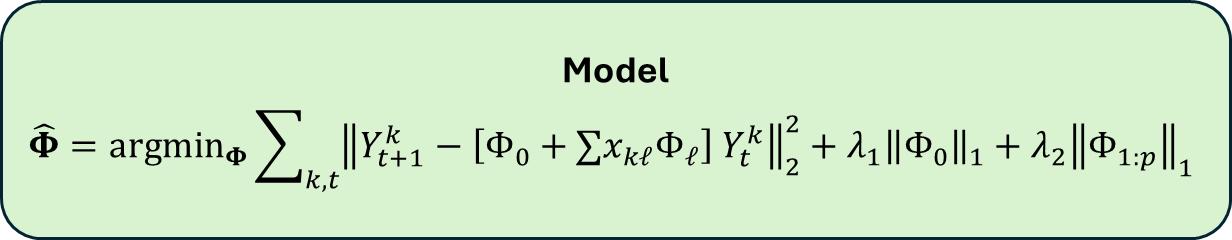 Model
𝚽̂ = argmin_𝚽 ∑_{k,t} ‖Y_{t+1}^k − [Φ_0 + ∑x_{kℓ}Φ_ℓ] Y_t^k‖_2^2 + λ_1‖Φ_0‖_1 + λ_2‖Φ_{1:p}‖_1